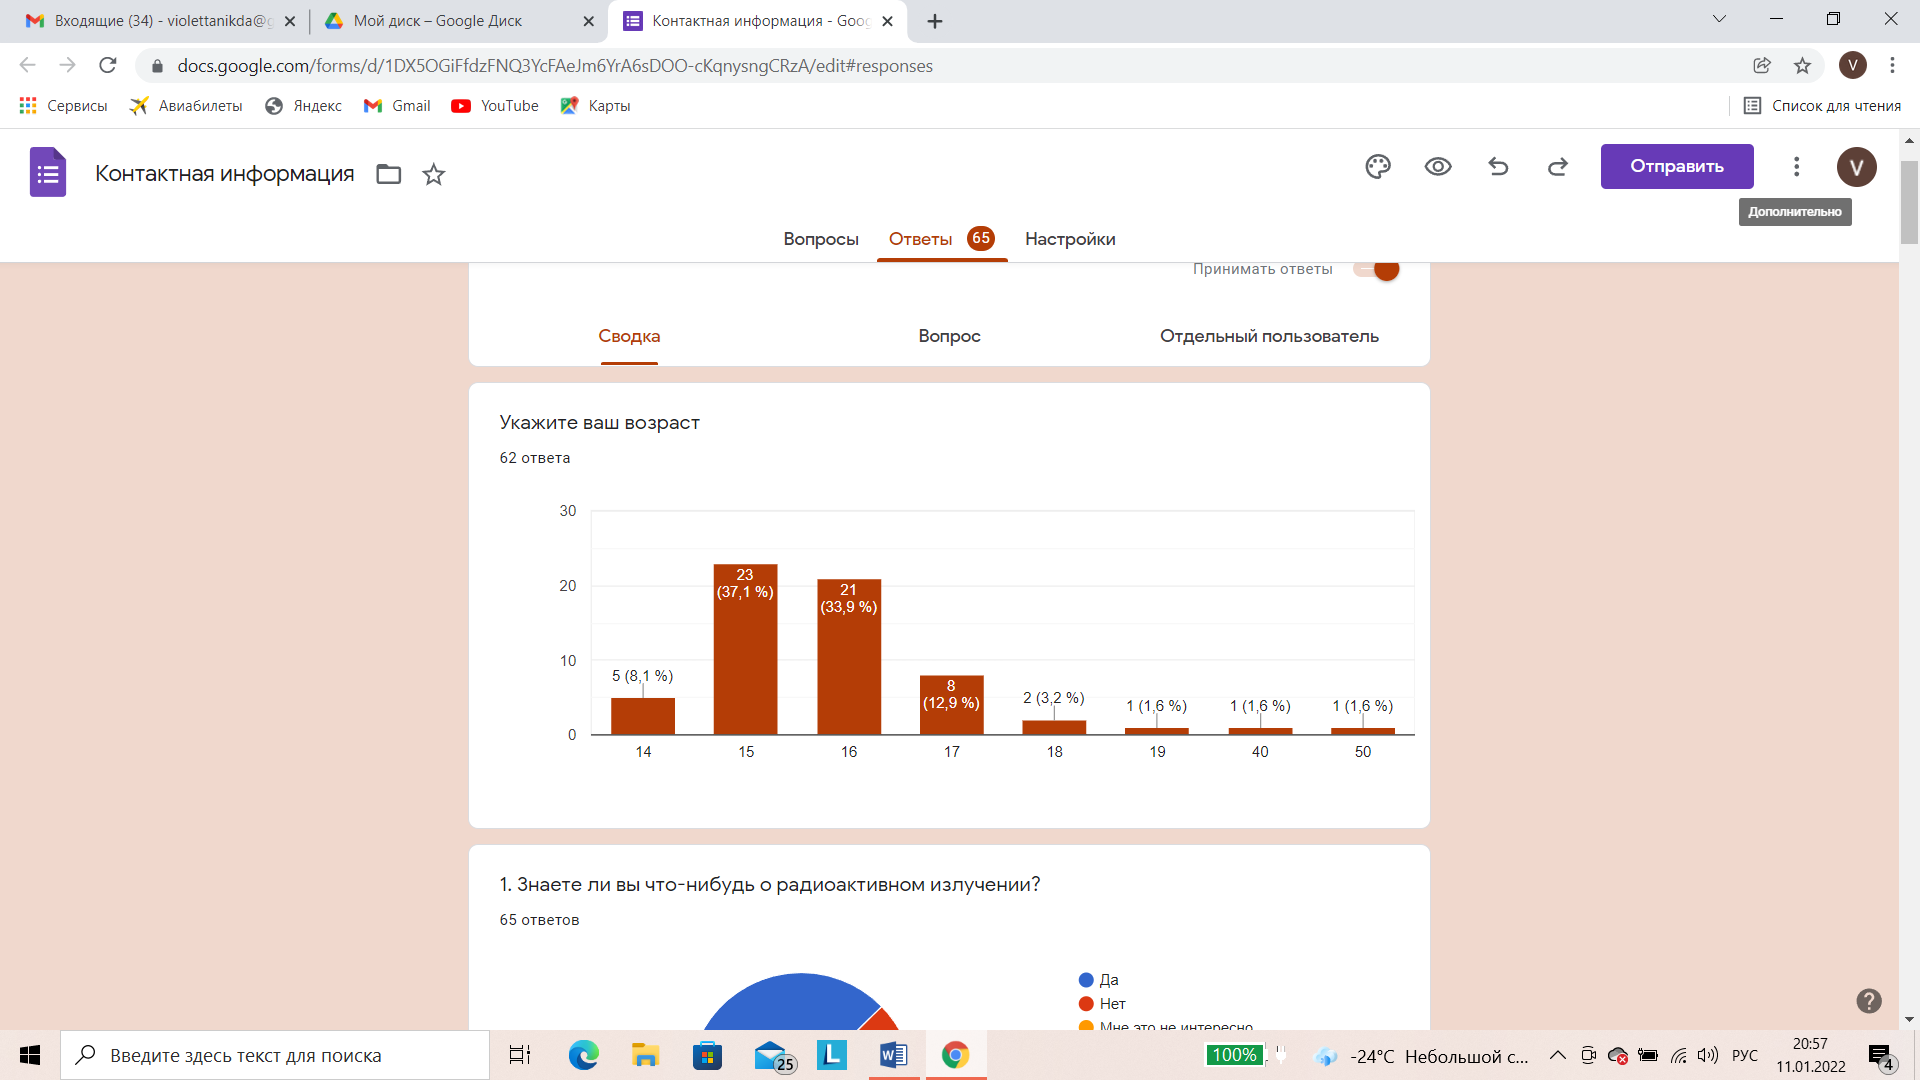 Входящие (34) - violettanikda@g
Мой диск – Google Диск
Контактная информация - Goog
docs.google.com/forms/d/1DX5OGiFfdzFNQ3YcFAeJm6YrA6sDOO-cKqnysngCRzA/edit#responses
V
Сервисы
Авиабилеты
Яндекс
Gmail
YouTube
Карты
Список для чтения
Контактная информация
Отправить
V
Дополнительно
Вопросы
Ответы 65
Настройки
Принимать ответы
Сводка
Вопрос
Отдельный пользователь
Укажите ваш возраст
62 ответа
30
20
10
0
5 (8,1 %)
23
(37,1 %)
21
(33,9 %)
8
(12,9 %)
2 (3,2 %)
1 (1,6 %)
1 (1,6 %)
1 (1,6 %)
14
15
16
17
18
19
40
50
1. Знаете ли вы что-нибудь о радиоактивном излучении?
65 ответов
Да
Нет
Мне это не интересно
Введите здесь текст для поиска
25
L
100%
-24°C Небольшой с...
РУС
20:57
11.01.2022
4